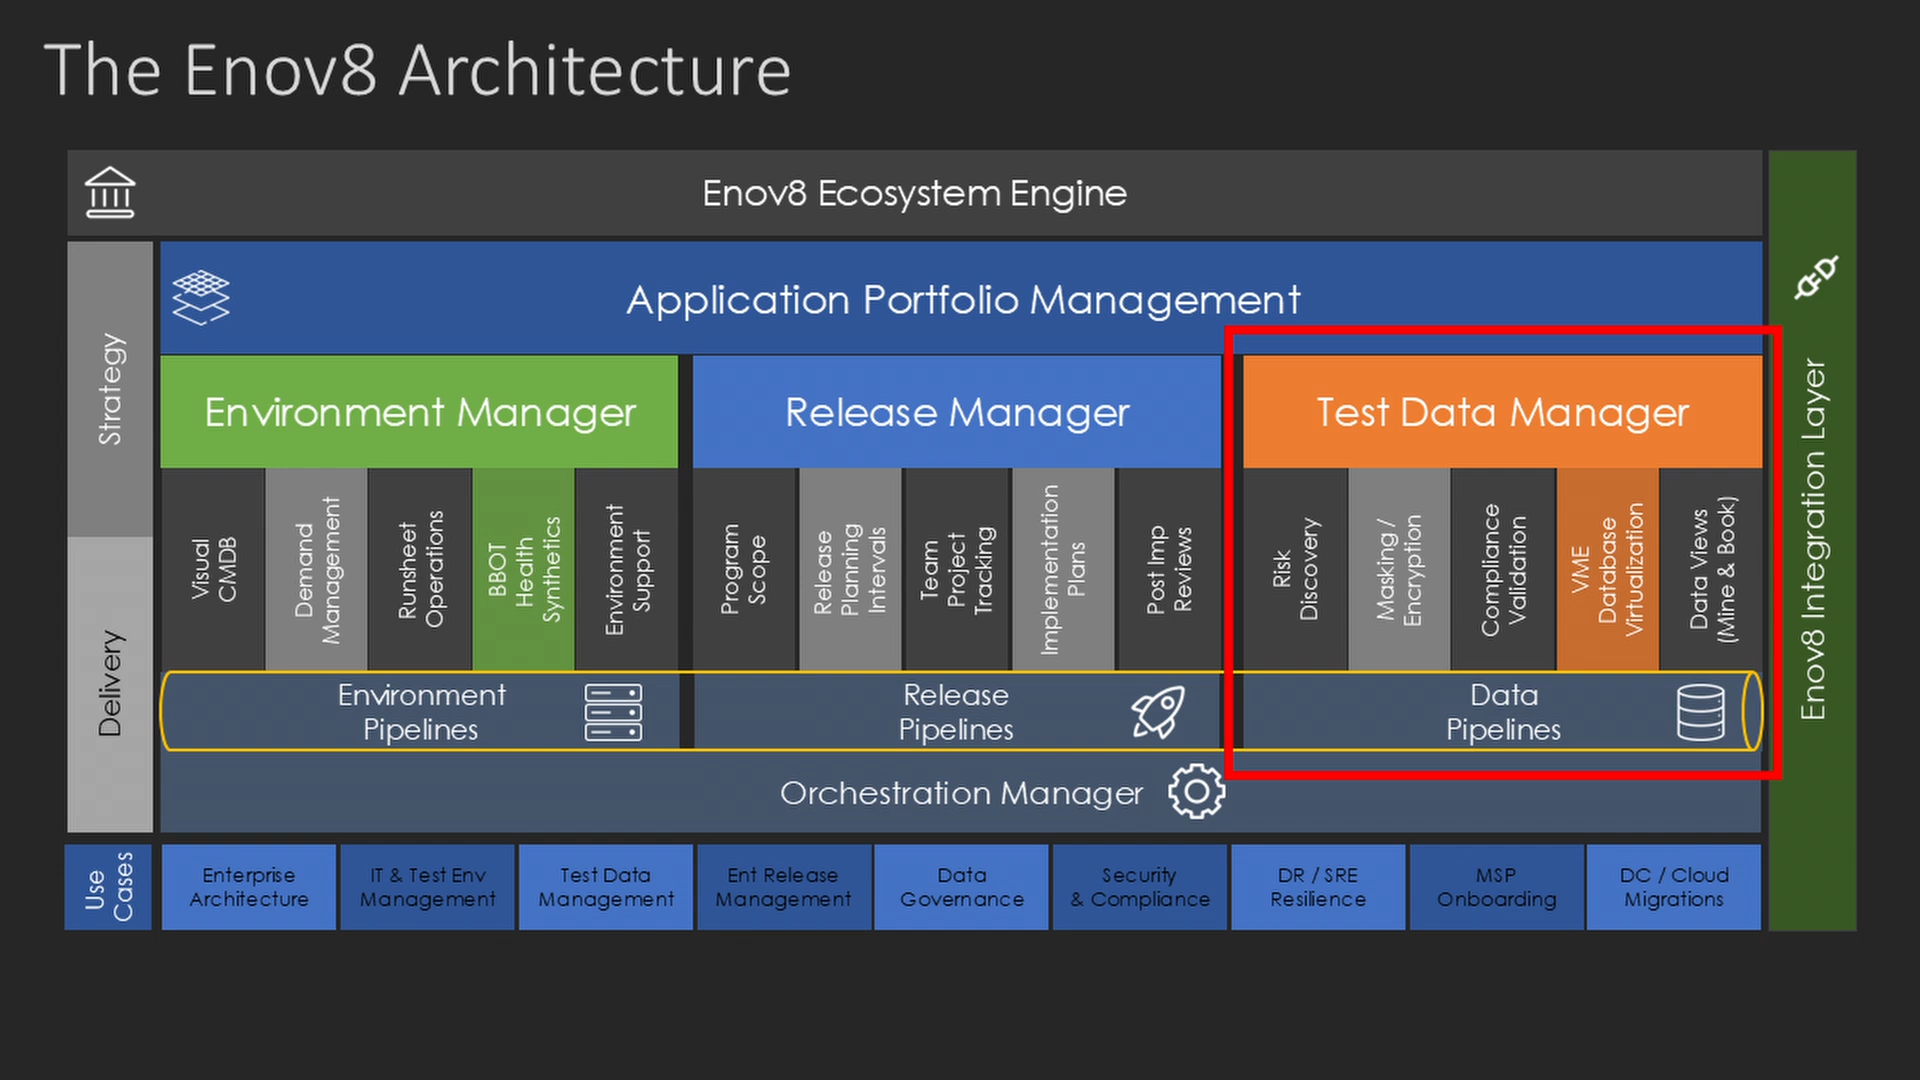 The Enov8 Architecture
Enov8 Ecosystem Engine
Strategy
Application Portfolio Management
Environment Manager
Release Manager
Test Data Manager
Visual
CMDB
Demand
Management
Runsheet
Operations
BBOT
Health
Synthetics
Environment
Support
Program
Scope
Release
Planning
Intervals
Team
Project
Tracking
Implementation
Plans
Post Imp
Reviews
Risk
Discovery
Masking/
Encryption
Compliance
Validation
VME
Database
Virtualization
Data Views
(Mine & Book)
Delivery
Environment
Pipelines
Release
Pipelines
Data
Pipelines
Orchestration Manager
Enov8 Integration Layer
Use
Cases
Enterprise
Architecture
IT & Test Env
Management
Test Data
Management
Ent Release
Management
Data
Governance
Security
& Compliance
DR / SRE
Resilience
MSP
Onboarding
DC / Cloud
Migrations